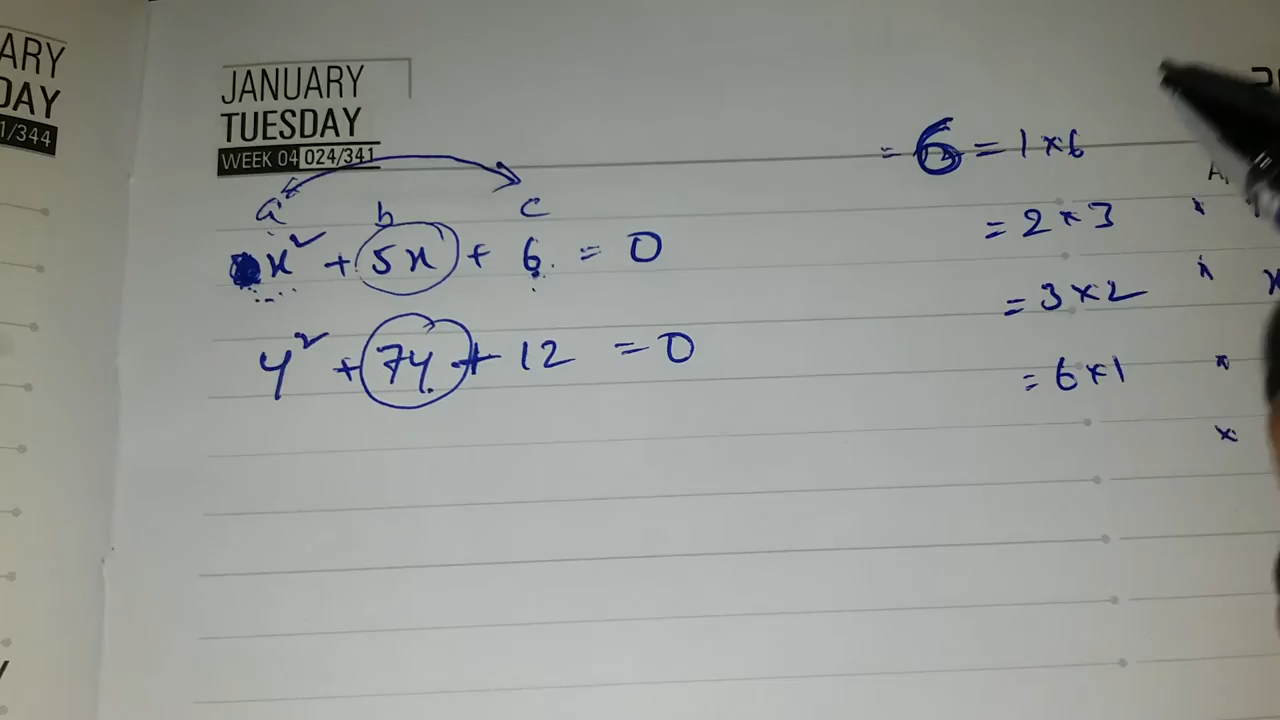 ARY
DAY
1/344
JANUARY
TUESDAY
WEEK 04 024/341
a b c
x² + 5x + 6 = 0
y² + 7y + 12 = 0
= 6 = 1 × 6
= 2 × 3
= 3 × 2
= 6 × 1